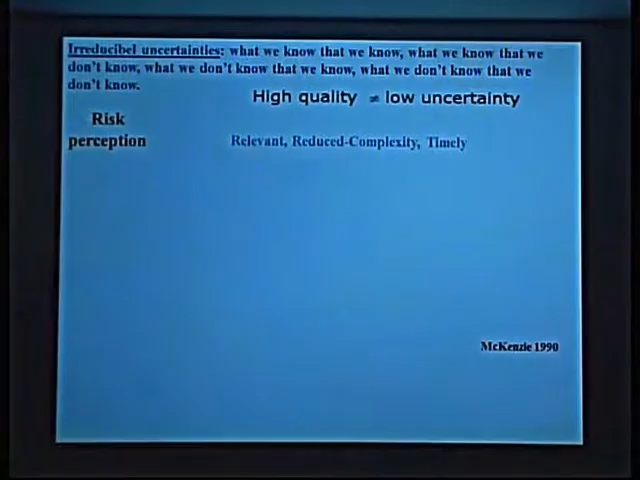 Irreducibel uncertainties: what we know that we know, what we know that we
don't know, what we don't know that we know, what we don't know that we
don't know.
High quality ≠ low uncertainty
Risk
perception
Relevant, Reduced-Complexity, Timely
McKenzie 1990